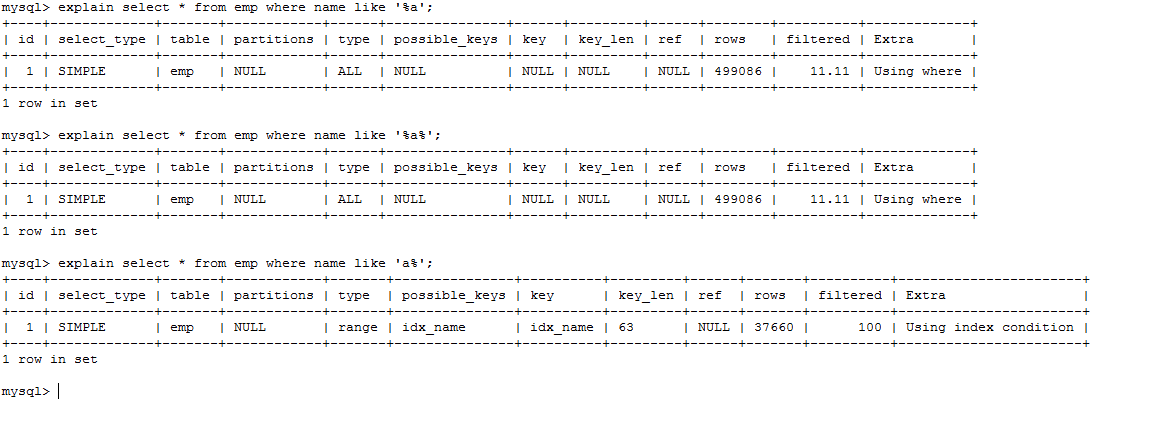 mysql> explain select * from emp where name like '%a';
+----+-------------+-------+------------+------+---------------+------+---------+------+--------+----------+-------------+
| id | select_type | table | partitions | type | possible_keys | key  | key_len | ref  | rows   | filtered | Extra       |
+----+-------------+-------+------------+------+---------------+------+---------+------+--------+----------+-------------+
|  1 | SIMPLE      | emp   | NULL       | ALL  | NULL          | NULL | NULL    | NULL | 499086 |    11.11 | Using where |
+----+-------------+-------+------------+------+---------------+------+---------+------+--------+----------+-------------+
1 row in set
mysql> explain select * from emp where name like '%a%';
+----+-------------+-------+------------+------+---------------+------+---------+------+--------+----------+-------------+
| id | select_type | table | partitions | type | possible_keys | key  | key_len | ref  | rows   | filtered | Extra       |
+----+-------------+-------+------------+------+---------------+------+---------+------+--------+----------+-------------+
|  1 | SIMPLE      | emp   | NULL       | ALL  | NULL          | NULL | NULL    | NULL | 499086 |    11.11 | Using where |
+----+-------------+-------+------------+------+---------------+------+---------+------+--------+----------+-------------+
1 row in set
mysql> explain select * from emp where name like 'a%';
+----+-------------+-------+------------+-------+---------------+----------+---------+------+-------+----------+-----------------------+
| id | select_type | table | partitions | type  | possible_keys | key      | key_len | ref  | rows  | filtered | Extra                 |
+----+-------------+-------+------------+-------+---------------+----------+---------+------+-------+----------+-----------------------+
|  1 | SIMPLE      | emp   | NULL       | range | idx_name      | idx_name | 63      | NULL | 37660 |      100 | Using index condition |
+----+-------------+-------+------------+-------+---------------+----------+---------+------+-------+----------+-----------------------+
1 row in set
mysql>